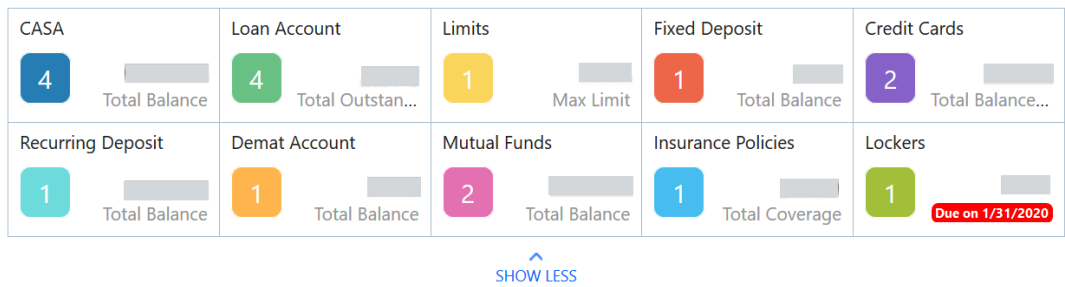 CASA
4
Total Balance
Loan Account
4
Total Outstan...
Limits
1
Max Limit
Fixed Deposit
1
Total Balance
Credit Cards
2
Total Balance...
Recurring Deposit
1
Total Balance
Demat Account
1
Total Balance
Mutual Funds
2
Total Balance
Insurance Policies
1
Total Coverage
Lockers
1
Due on 1/31/2020
SHOW LESS